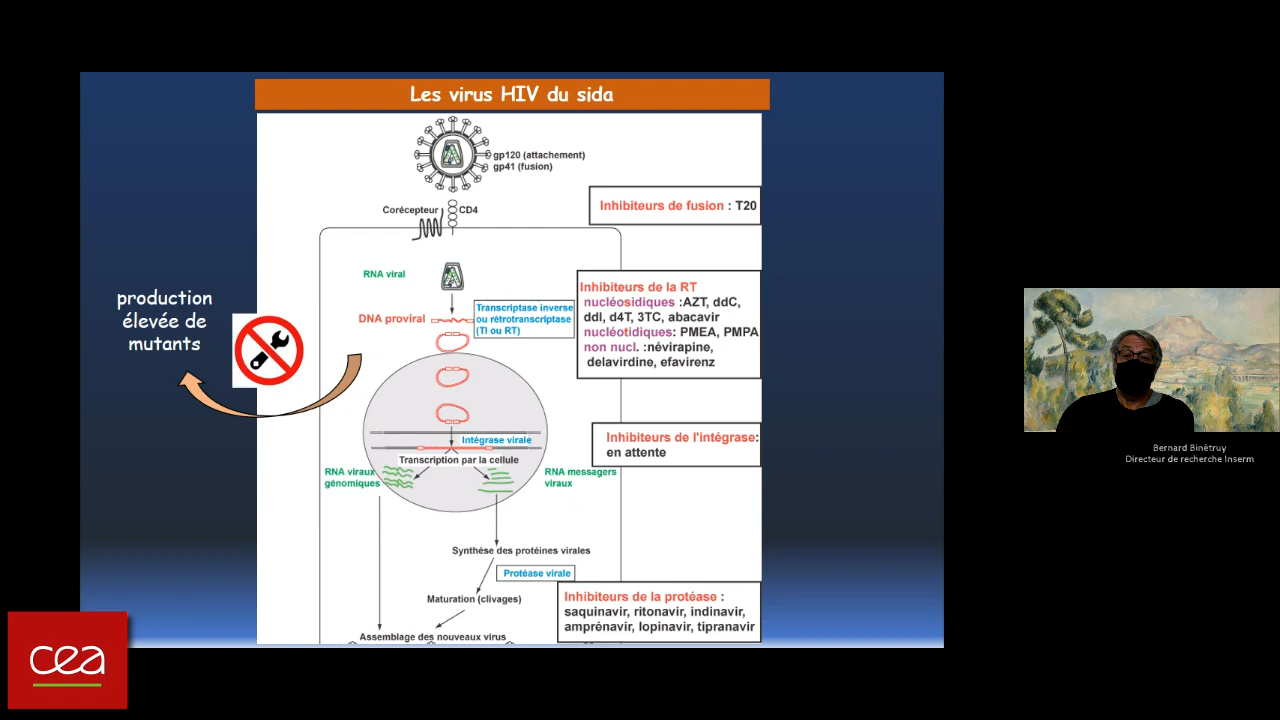 Les virus HIV du sida
gp120 (attachement)
gp41 (fusion)
Inhibiteurs de fusion : T20
Corécepteur
CD4
RNA viral
production
élevée de
mutants
DNA proviral
Transcriptase inverse
ou rétrotranscriptase
(TI ou RT)
Inhibiteurs de la RT
nucléosidiques :AZT, ddC,
ddI, d4T, 3TC, abacavir
nucléotidiques: PMEA, PMPA
non nucl. :névirapine,
delavirdine, efavirenz
Intégrase virale
Inhibiteurs de l'intégrase:
en attente
Transcription par la cellule
RNA viraux
génomiques
RNA messagers
viraux
Synthèse des protéines virales
Protéase virale
Maturation (clivages)
Inhibiteurs de la protéase :
saquinavir, ritonavir, indinavir,
amprénavir, lopinavir, tipranavir
Assemblage des nouveaux virus
cea
Bernard Binétruy
Directeur de recherche Inserm